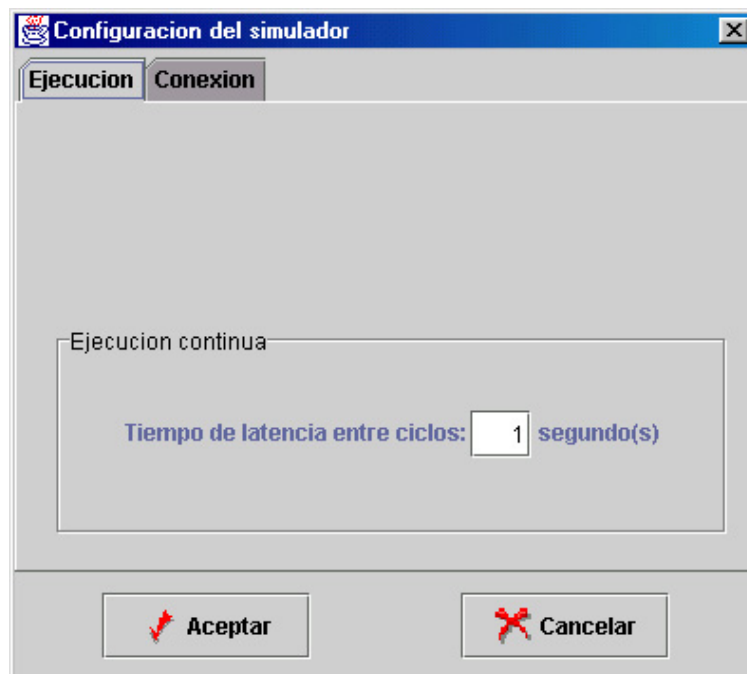 Configuracion del simulador
Ejecucion Conexion
Ejecucion continua
Tiempo de latencia entre ciclos: 1 segundo(s)
Aceptar Cancelar